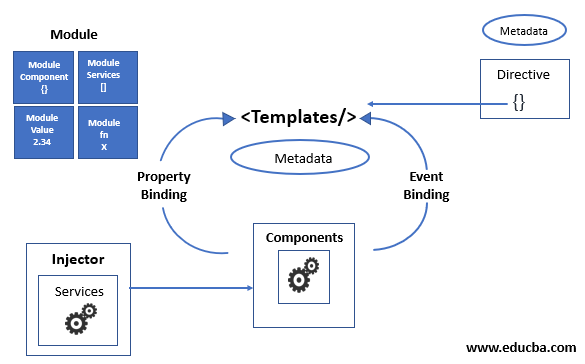 Module
Module
Component
{}
Module
Services
[]
Module
Value
2.34
Module
fn
X
Metadata
Directive
{}
<Templates/>
Metadata
Property
Binding
Event
Binding
Components
Injector
Services
www.educba.com